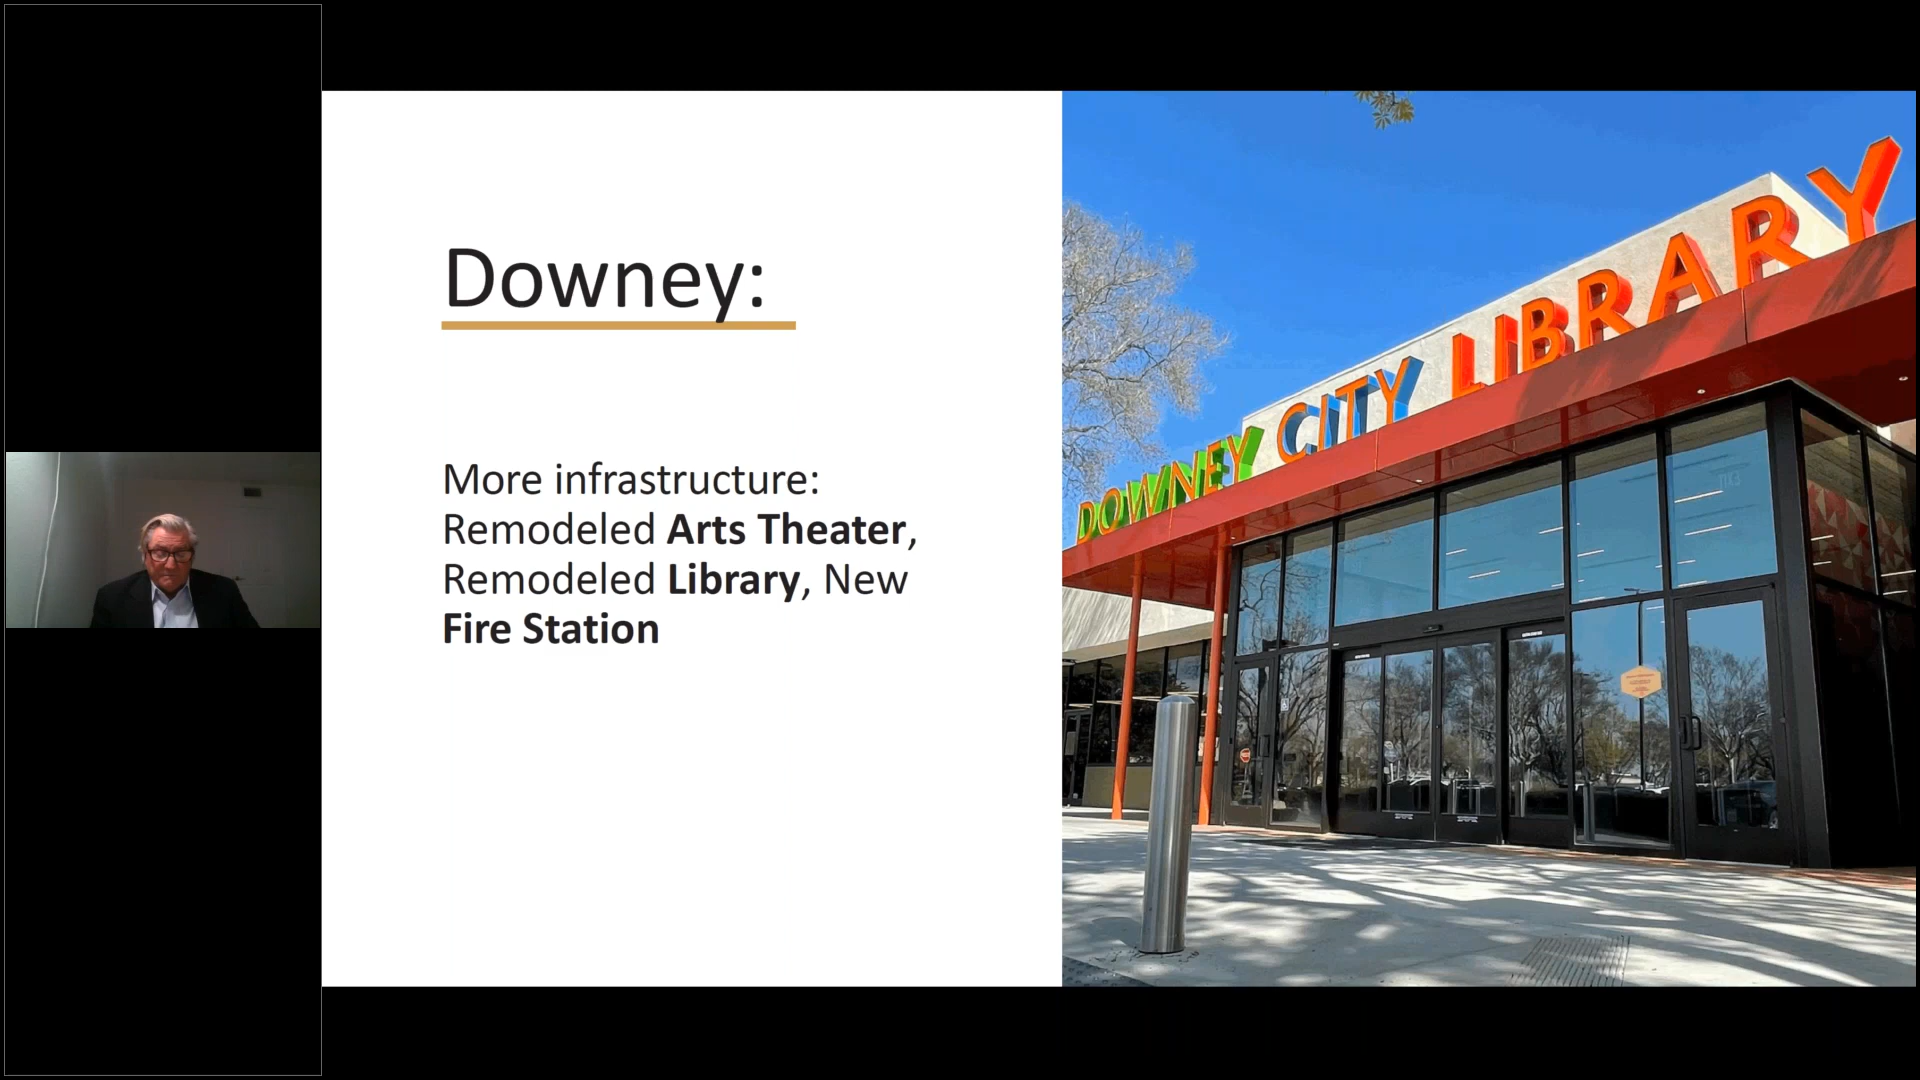 Downey:
More infrastructure:
Remodeled Arts Theater,
Remodeled Library, New
Fire Station
DOWNEY CITY LIBRARY